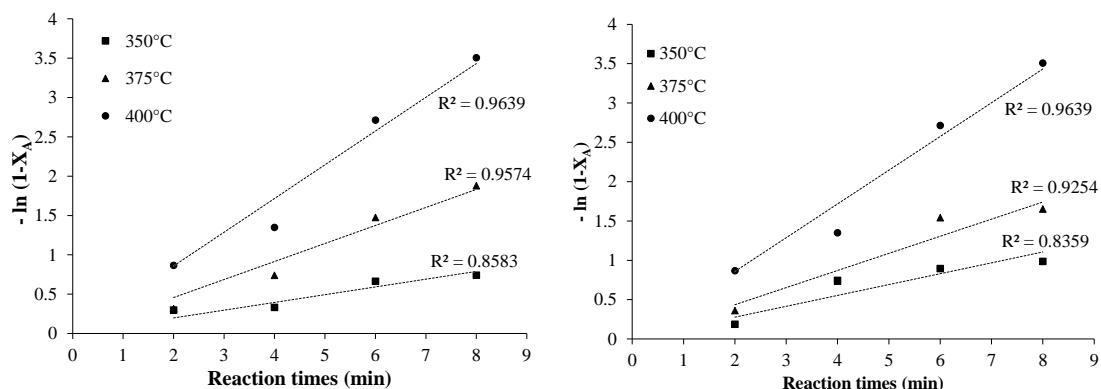 4
3.5
3
2.5
2
1.5
1
0.5
0
- ln (1-X_A)
350°C
375°C
400°C
R² = 0.9639
R² = 0.9574
R² = 0.8583
0 1 2 3 4 5 6 7 8 9
Reaction times (min)
4
3.5
3
2.5
2
1.5
1
0.5
0
- ln (1-X_A)
350°C
375°C
400°C
R² = 0.9639
R² = 0.9254
R² = 0.8359
0 1 2 3 4 5 6 7 8 9
Reaction times (min)